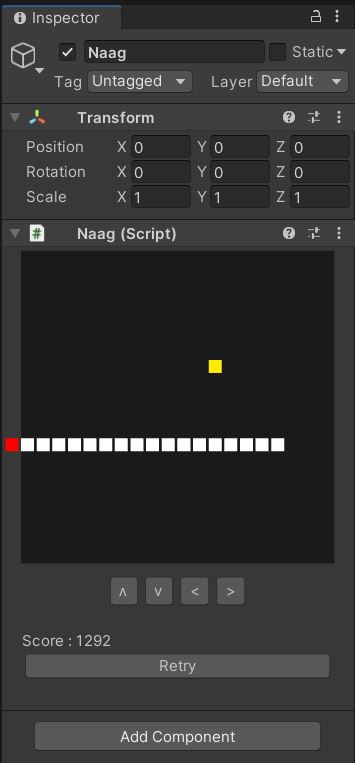 Inspector
Naag
Static
Tag Untagged Layer Default
Transform
Position X 0 Y 0 Z 0
Rotation X 0 Y 0 Z 0
Scale X 1 Y 1 Z 1
# Naag (Script)
ʌ v < >
Score : 1292
Retry
Add Component